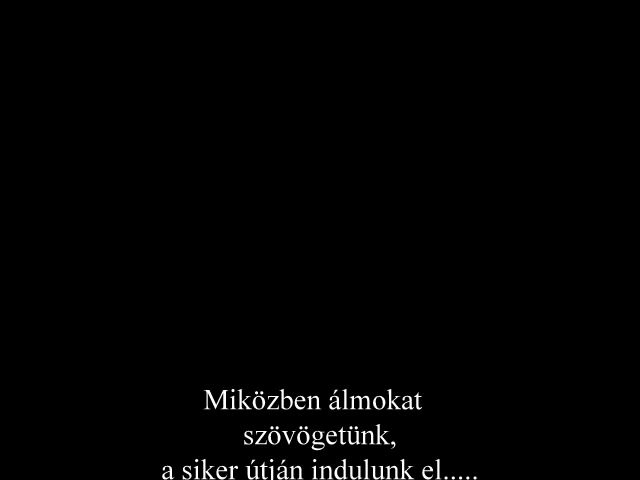 Miközben álmokat
szövögetünk,
a siker útján indulunk el.....